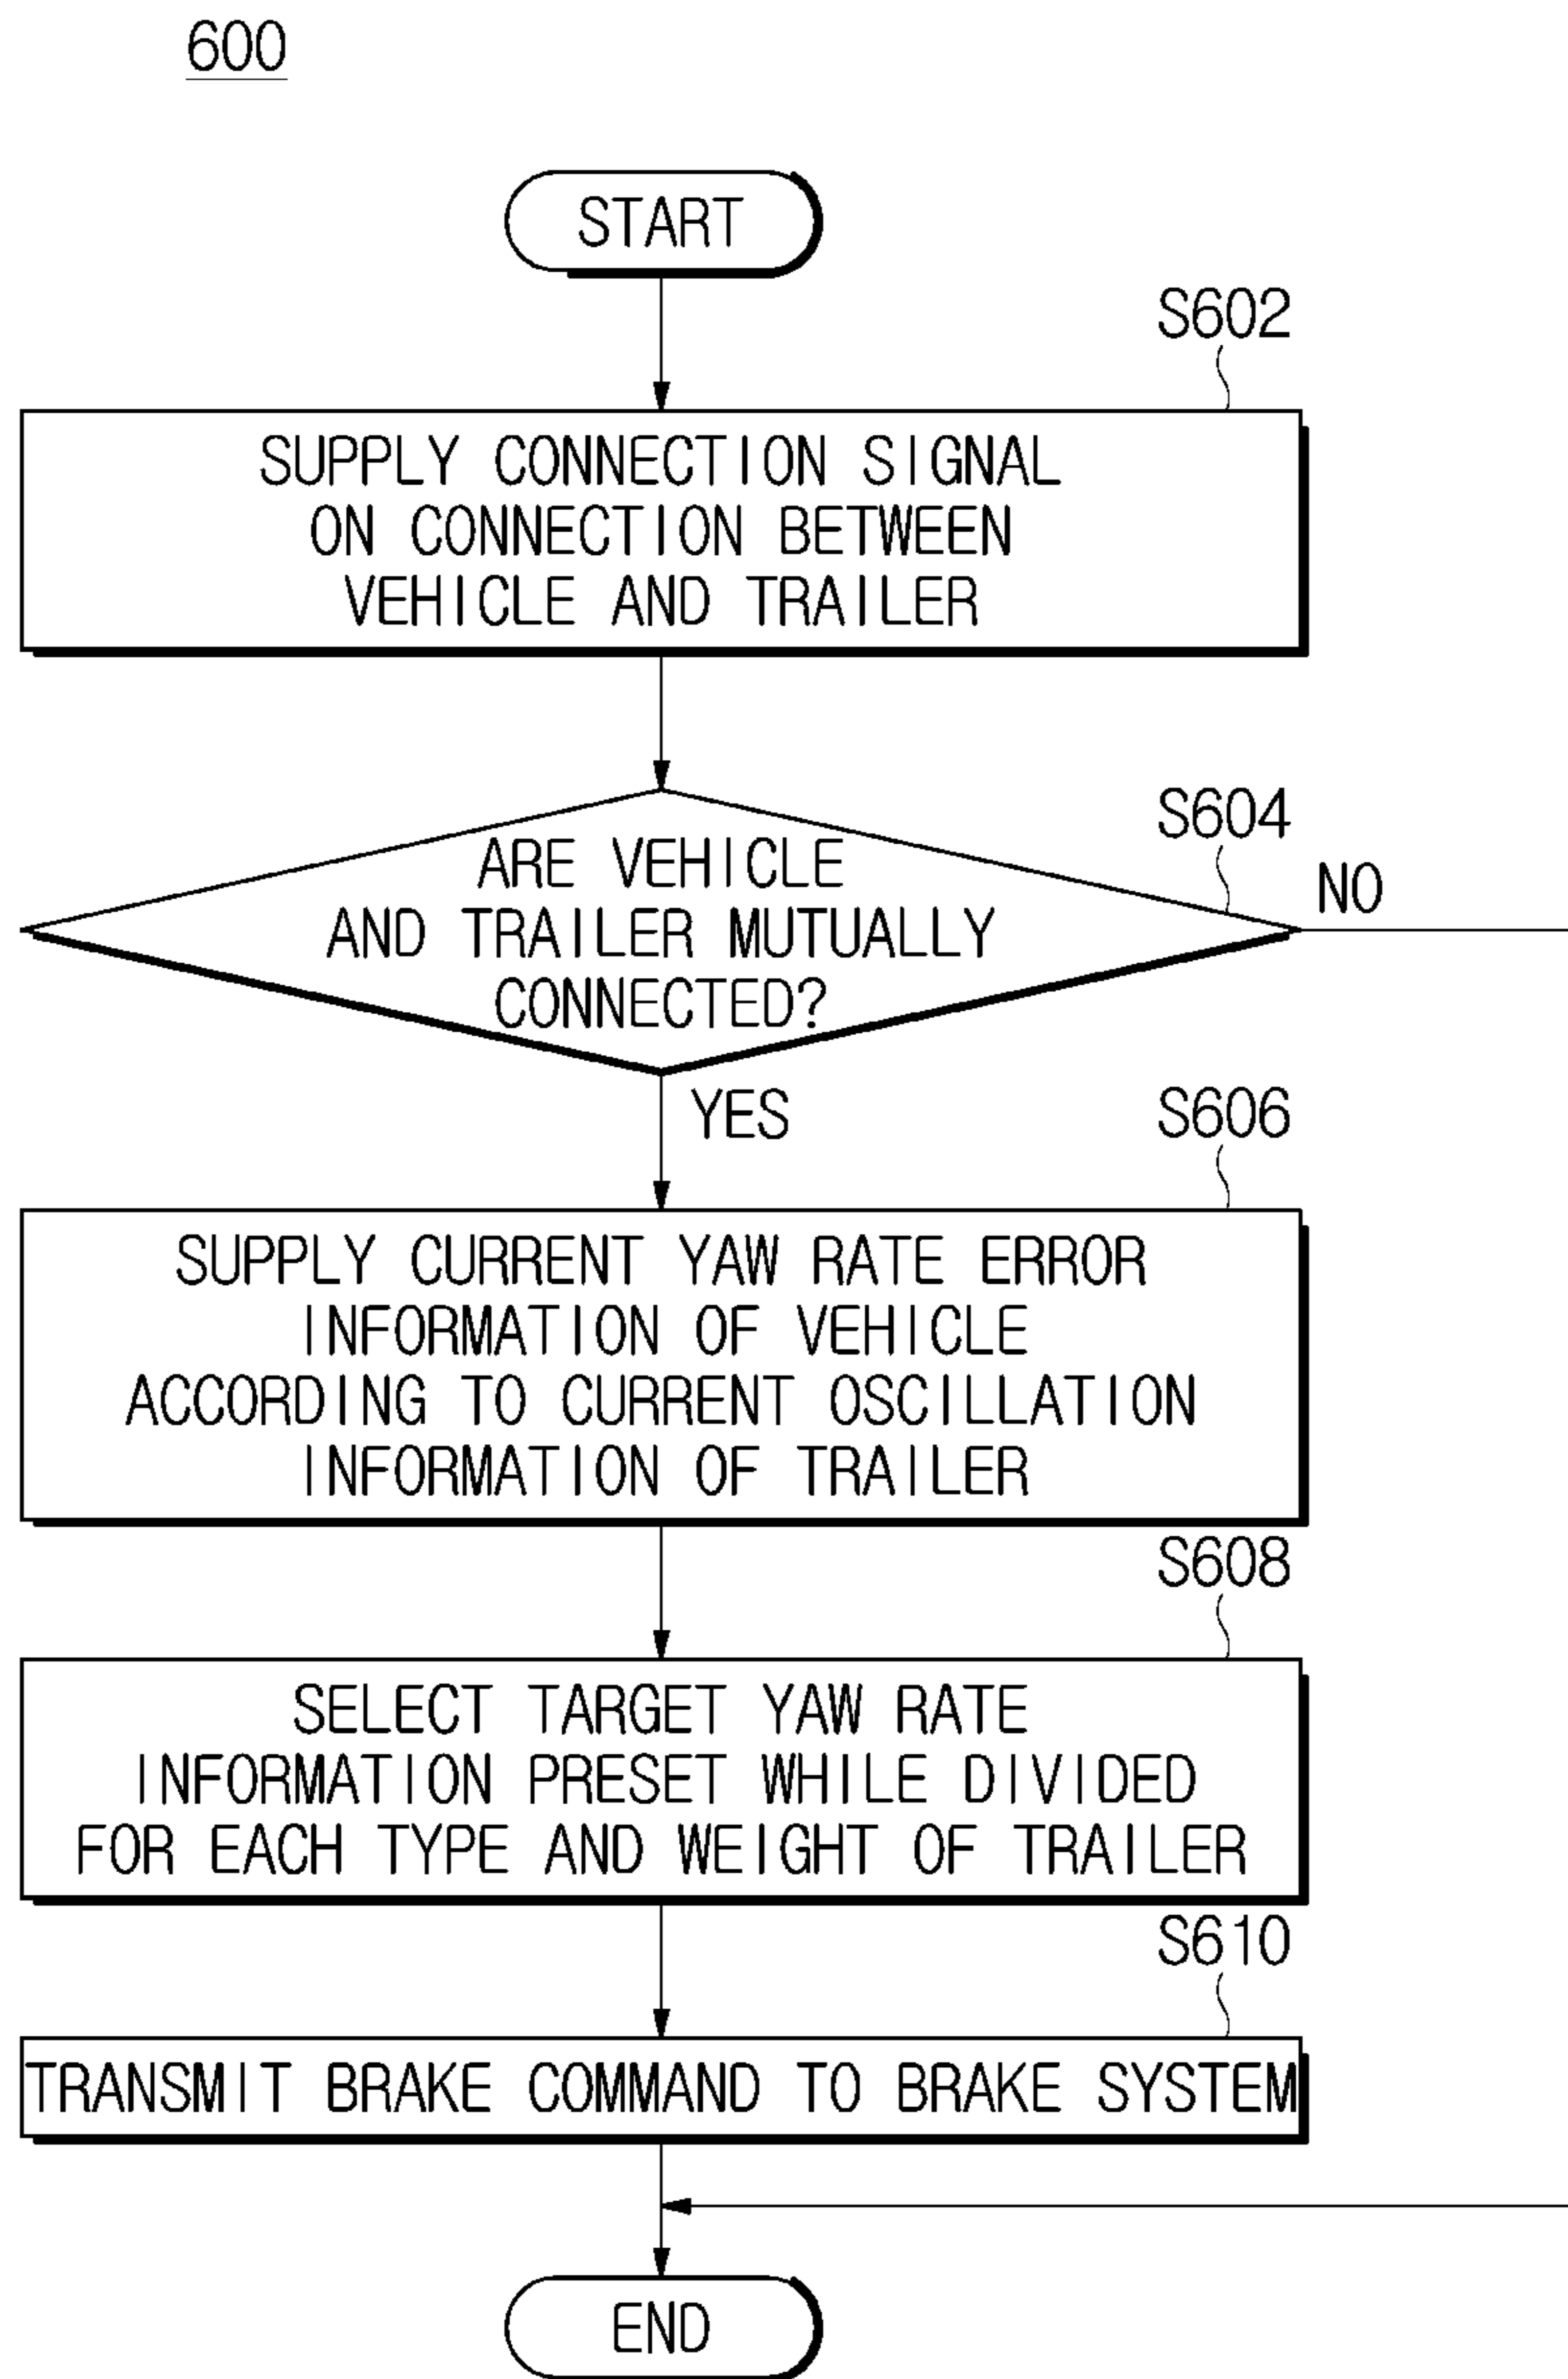 600
START
S602
SUPPLY CONNECTION SIGNAL
ON CONNECTION BETWEEN
VEHICLE AND TRAILER
S604
ARE VEHICLE
AND TRAILER MUTUALLY
CONNECTED?
NO
YES
S606
SUPPLY CURRENT YAW RATE ERROR
INFORMATION OF VEHICLE
ACCORDING TO CURRENT OSCILLATION
INFORMATION OF TRAILER
S608
SELECT TARGET YAW RATE
INFORMATION PRESET WHILE DIVIDED
FOR EACH TYPE AND WEIGHT OF TRAILER
S610
TRANSMIT BRAKE COMMAND TO BRAKE SYSTEM
END